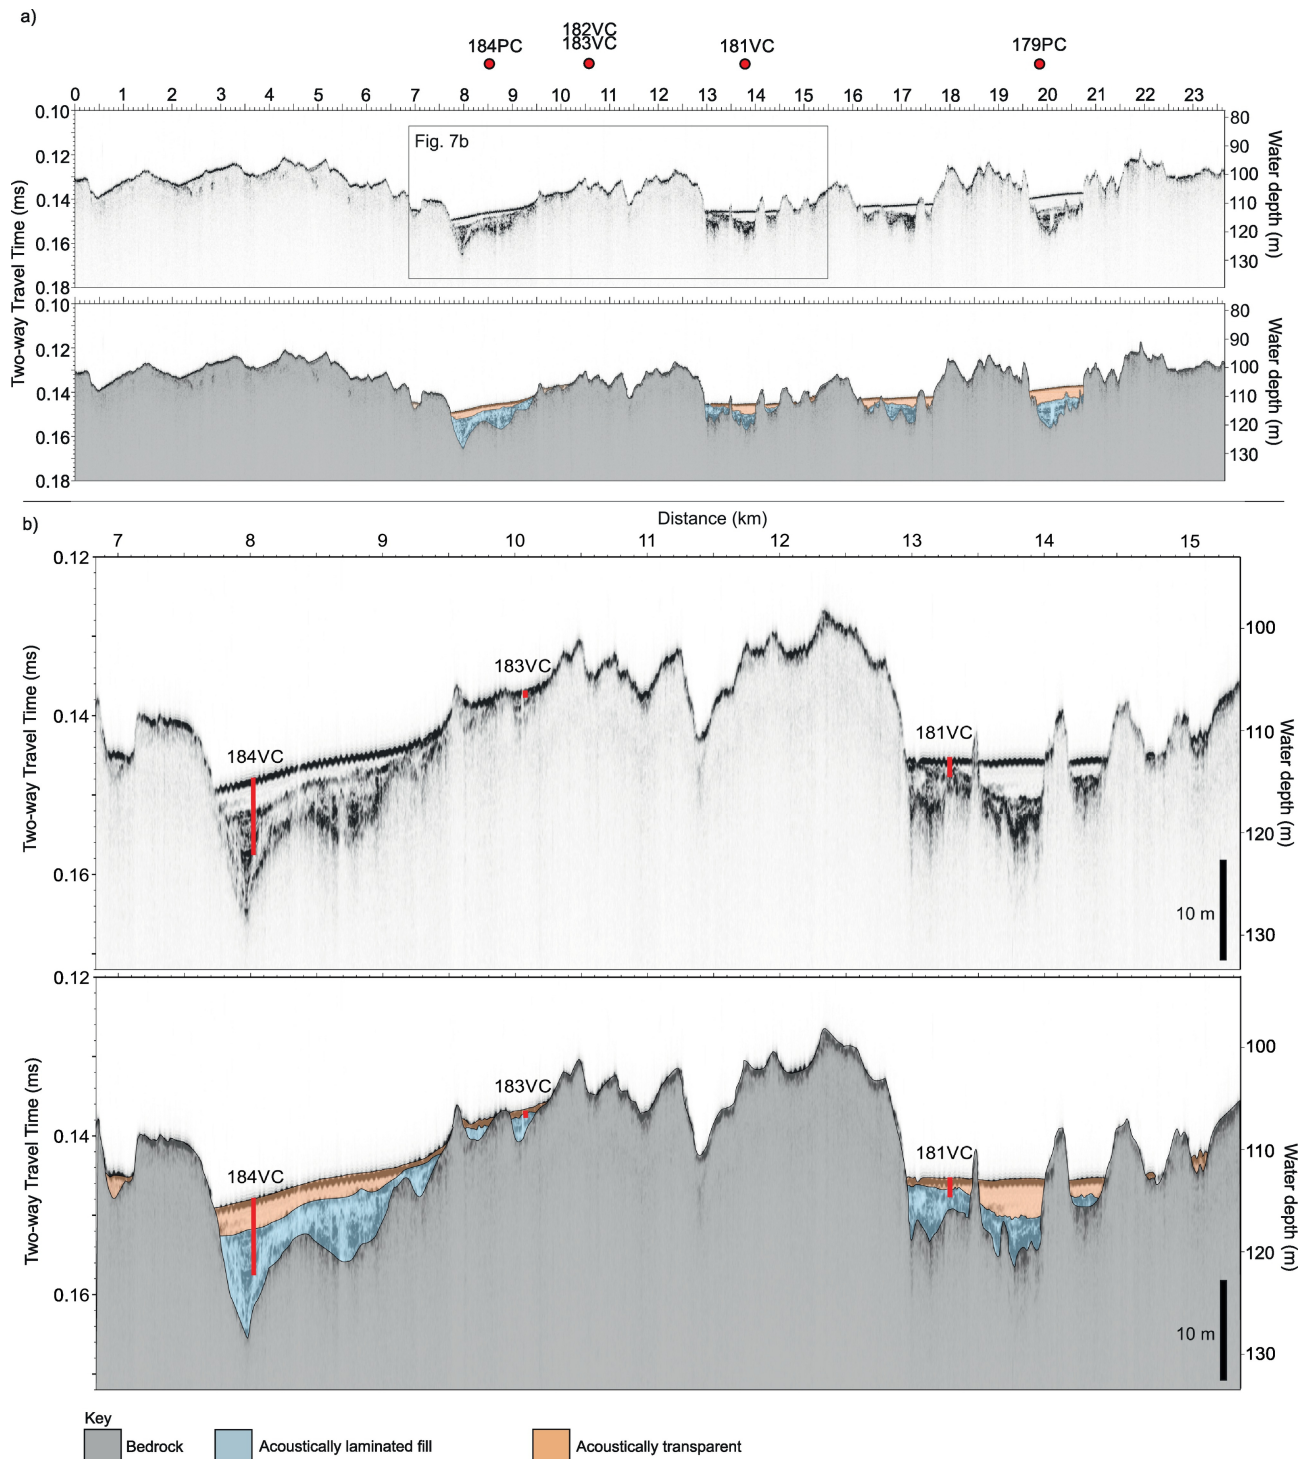 a)
182VC
184PC 183VC 181VC 179PC
0 1 2 3 4 5 6 7 8 9 10 11 12 13 14 15 16 17 18 19 20 21 22 23
0.10 80
Fig. 7b
90
0.12
100
0.14
110
0.16 120
130
0.18
Two-way Travel Time (ms)
Water depth (m)
0.10 80
90
0.12
100
0.14 110
0.16 120
130
0.18
Water depth (m)
b)
Distance (km)
7 8 9 10 11 12 13 14 15
0.12
100
183VC
0.14
110
184VC 181VC
120
0.16
10 m
130
Two-way Travel Time (ms)
Water depth (m)
0.12
100
183VC
0.14
110
184VC 181VC
120
0.16
10 m
130
Two-way Travel Time (ms)
Water depth (m)
Key
Bedrock Acoustically laminated fill Acoustically transparent